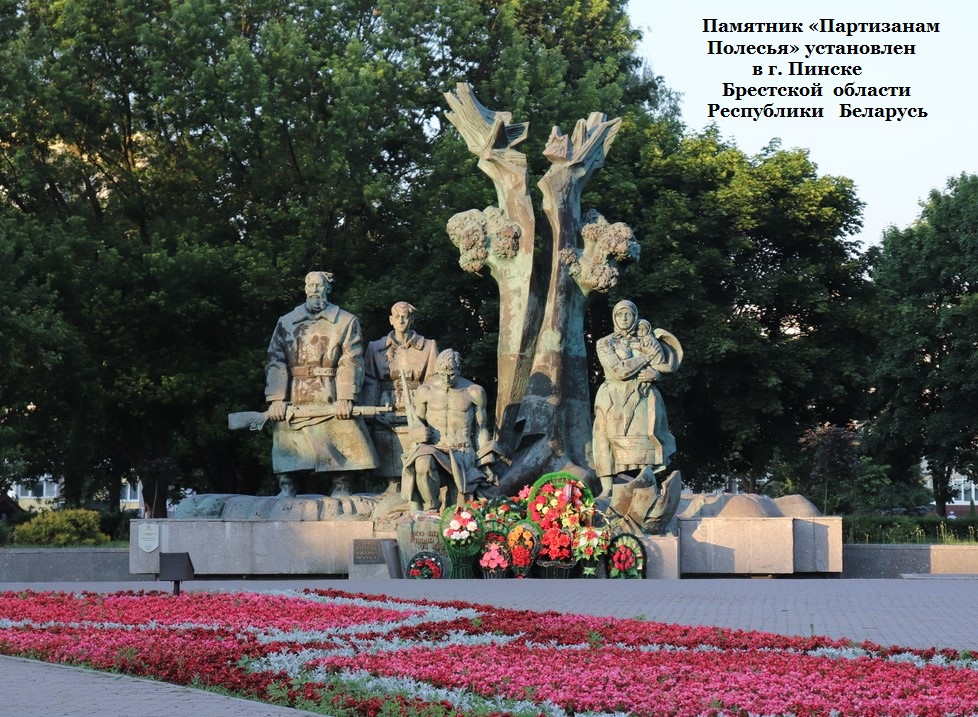 Памятник «Партизанам
Полесья» установлен
в г. Пинске
Брестской области
Республики Беларусь